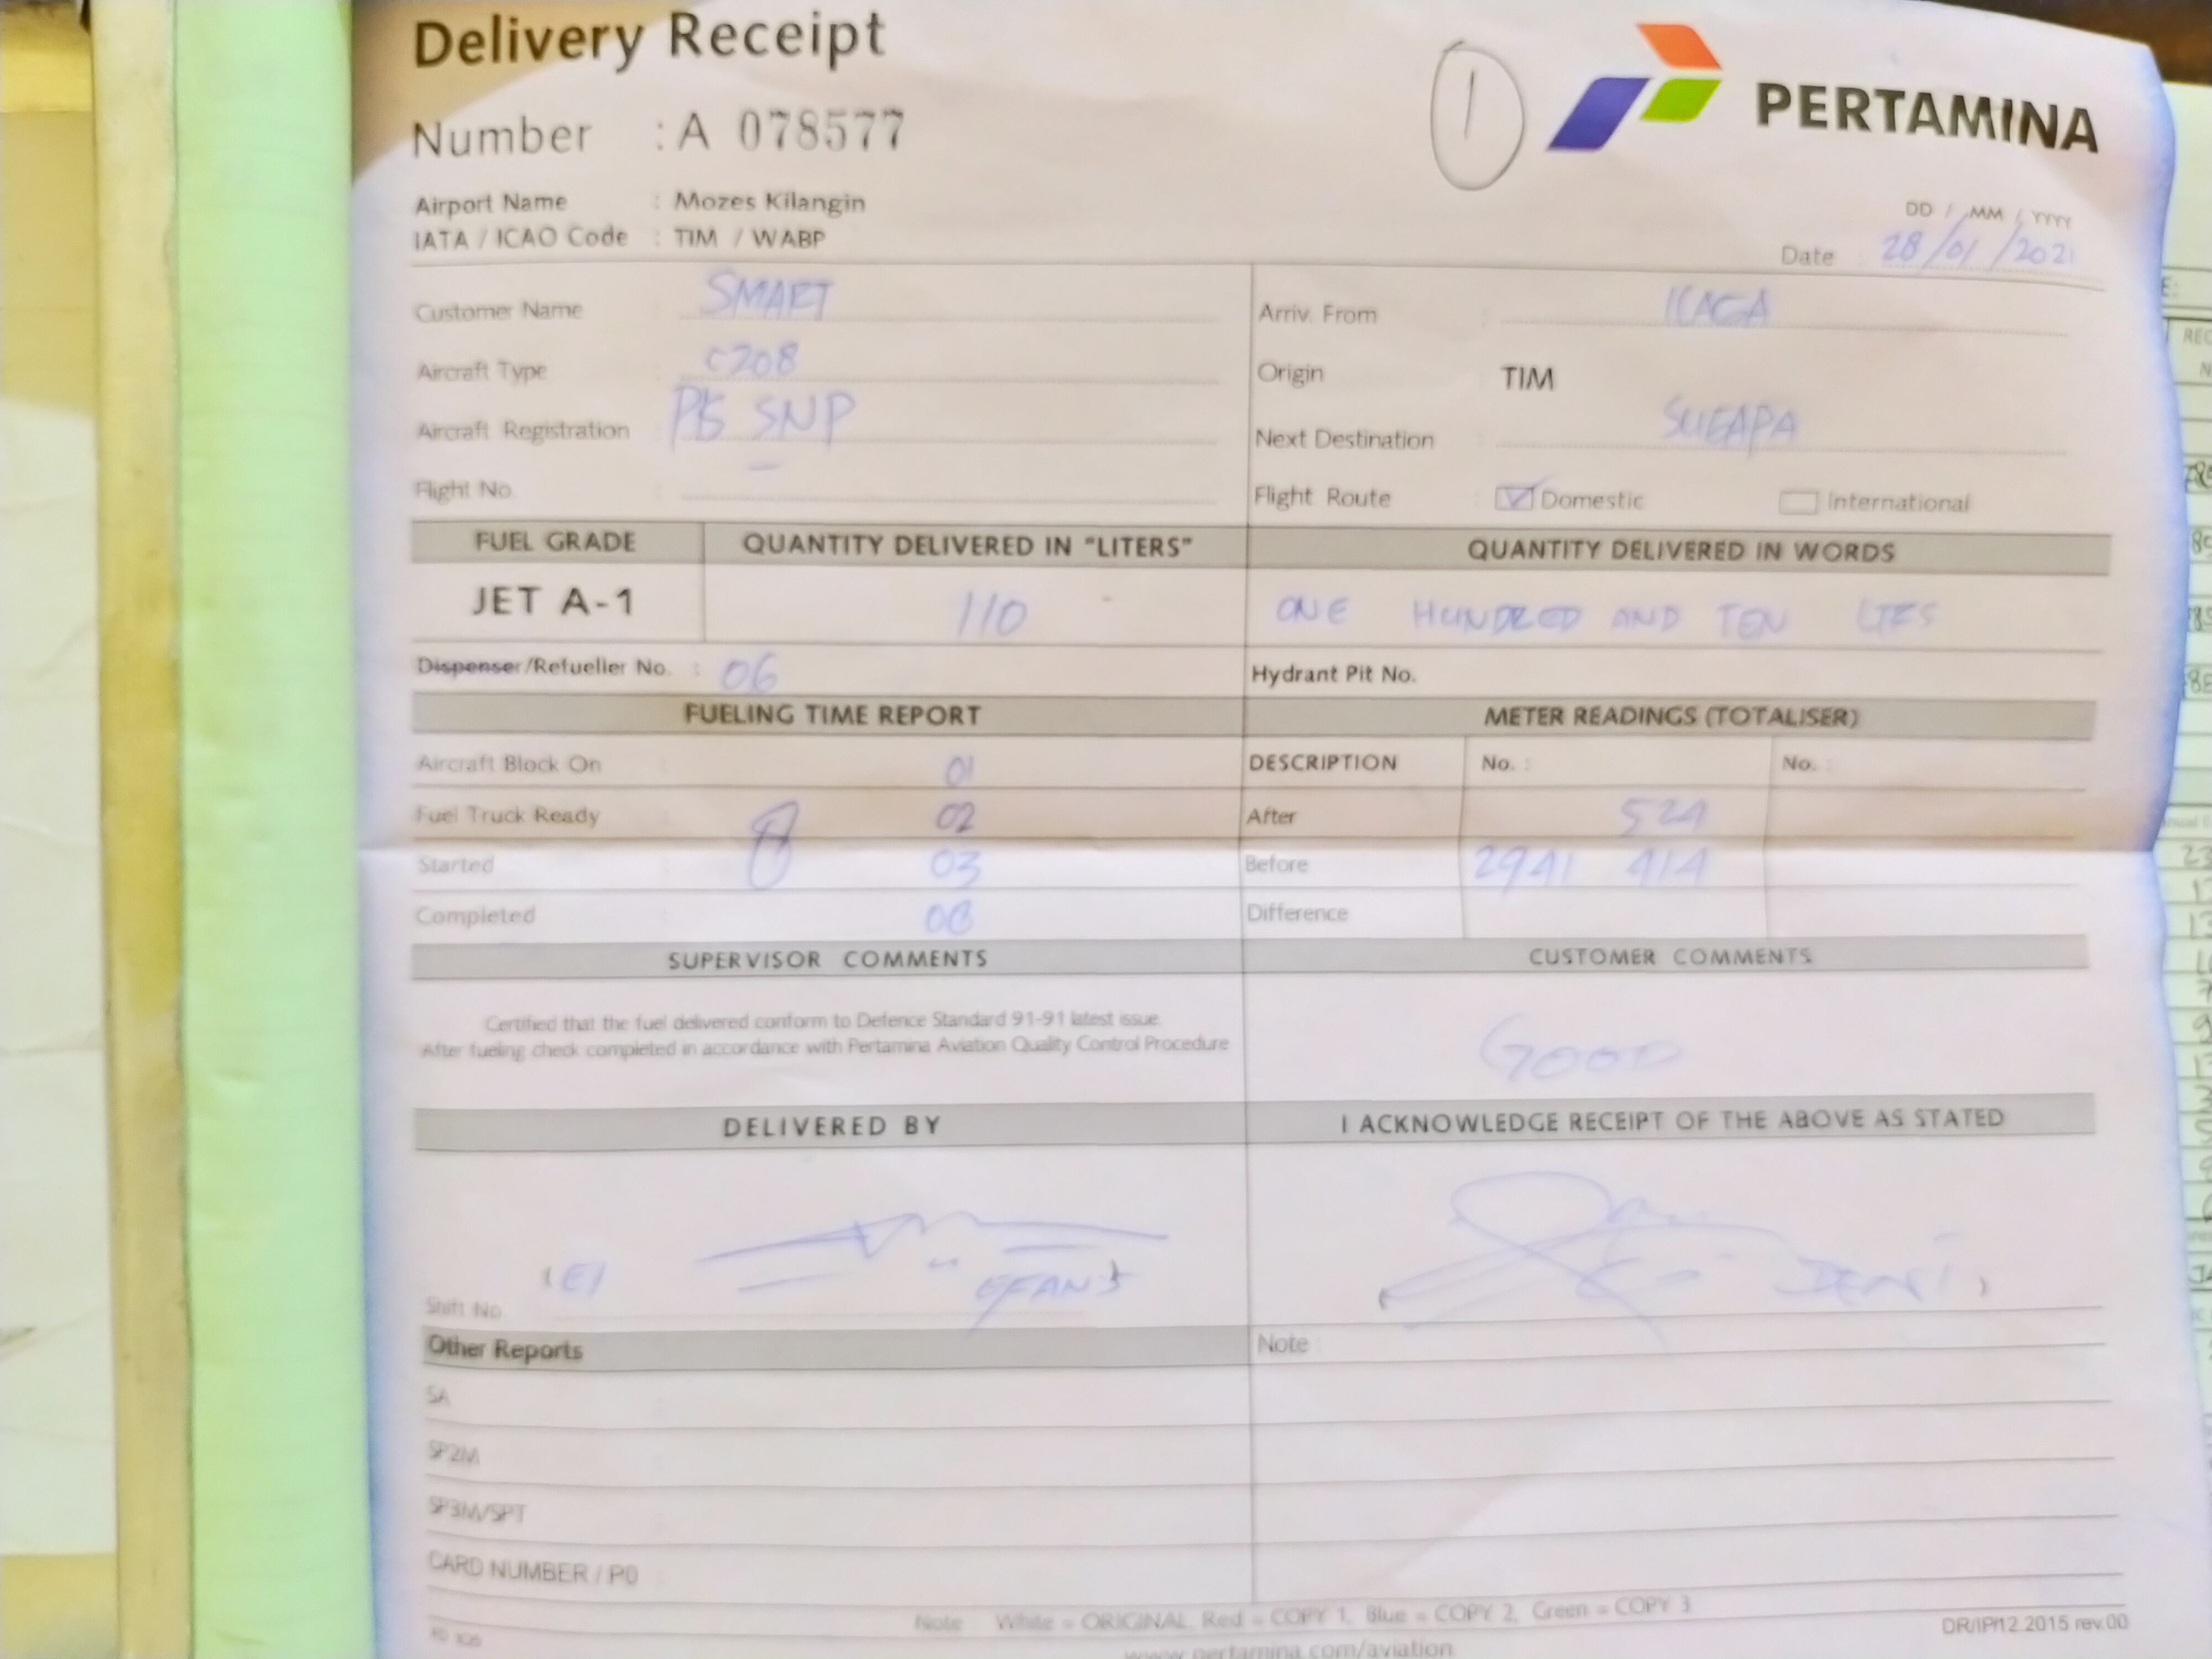 Delivery Receipt
Number : A 078577
1
PERTAMINA
Airport Name : Mozes Kilangin
IATA / ICAO Code : TIM / WABP
DD / MM / YYYY
Date : 28/01/2021
Customer Name : SMART
Arriv. From : ILAGA
Aircraft Type : C208
Origin TIM
Aircraft Registration : PK SNP
Next Destination SUEAPA
Flight No. : -
Flight Route : Domestic International
FUEL GRADE QUANTITY DELIVERED IN "LITERS" QUANTITY DELIVERED IN WORDS
JET A-1 110 - ONE HUNDRED AND TEN LTES
Dispenser/Refueller No. : 06 Hydrant Pit No.
FUELING TIME REPORT METER READINGS (TOTALISER)
Aircraft Block On : 01 DESCRIPTION No. : No. :
Fuel Truck Ready : 02 After 524
Started : 8 03 Before 2941 414
Completed : 08 Difference
SUPERVISOR COMMENTS CUSTOMER COMMENTS
Certified that the fuel delivered conform to Defence Standard 91-91 latest issue.
After fueling check completed in accordance with Pertamina Aviation Quality Control Procedure
GOOD
DELIVERED BY I ACKNOWLEDGE RECEIPT OF THE ABOVE AS STATED
Shift No.
Other Reports Note :
SA :
SP2M :
SP3M/SPT :
CARD NUMBER / PO :
Note : White = ORIGINAL, Red = COPY 1, Blue = COPY 2, Green = COPY 3
DR/IP/12.2015 rev.00
www.pertamina.com/aviation